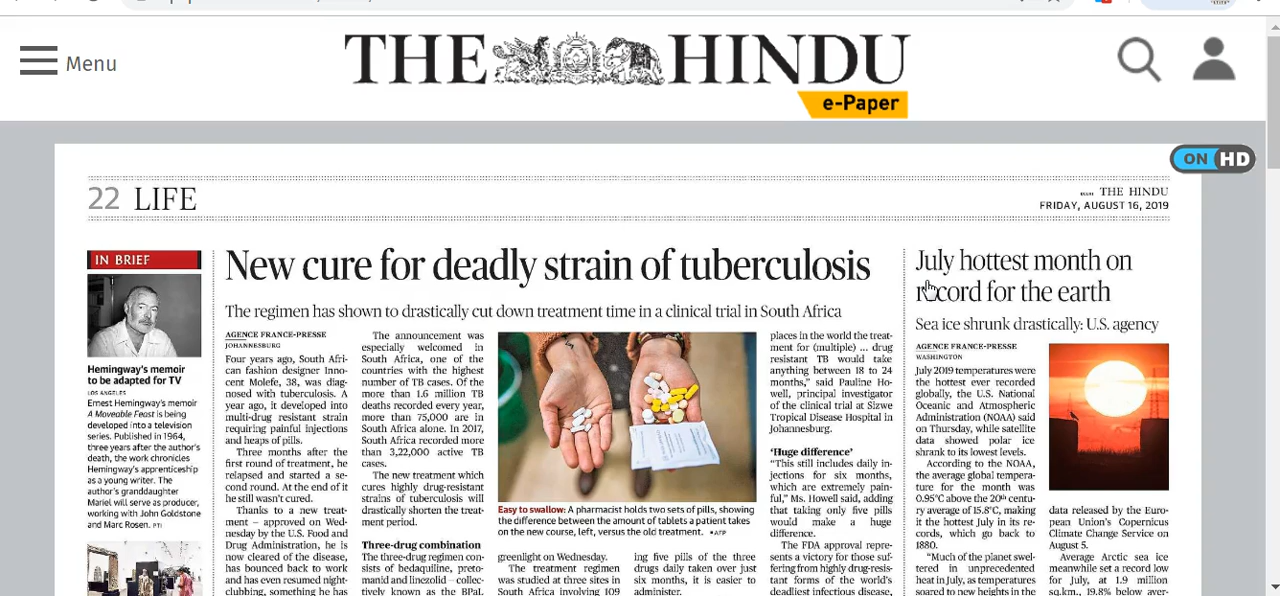 Menu
THE HINDU
e-Paper
ON HD
22 LIFE
THE HINDU
FRIDAY, AUGUST 16, 2019
IN BRIEF
Hemingway's memoir
to be adapted for TV
LOS ANGELES
Ernest Hemingway's memoir
A Moveable Feast is being
developed into a television
series. Published in 1964,
three years after the author's
death, the work chronicles
Hemingway's apprenticeship
as a young writer. The
author's granddaughter
Mariel will serve as producer,
working with John Goldstone
and Marc Rosen. PTI
New cure for deadly strain of tuberculosis
The regimen has shown to drastically cut down treatment time in a clinical trial in South Africa
AGENCE FRANCE-PRESSE
JOHANNESBURG
Four years ago, South Afri-
can fashion designer Inno-
cent Molefe, 38, was diag-
nosed with tuberculosis. A
year ago, it developed into
multi-drug resistant strain
requiring painful injections
and heaps of pills.
Three months after the
first round of treatment, he
relapsed and started a se-
cond round. At the end of it
he still wasn't cured.
Thanks to a new treat-
ment – approved on Wed-
nesday by the U.S. Food and
Drug Administration, he is
now cleared of the disease,
has bounced back to work
and has even resumed night-
clubbing, something he has
The announcement was
especially welcomed in
South Africa, one of the
countries with the highest
number of TB cases. Of the
more than 1.6 million TB
deaths recorded every year,
more than 75,000 are in
South Africa alone. In 2017,
South Africa recorded more
than 3,22,000 active TB
cases.
The new treatment which
cures highly drug-resistant
strains of tuberculosis will
drastically shorten the treat-
ment period.
Three-drug combination
The three-drug regimen con-
sists of bedaquiline, preto-
manid and linezolid – collec-
tively known as the BPaL
Easy to swallow: A pharmacist holds two sets of pills, showing
the difference between the amount of tablets a patient takes
on the new course, left, versus the old treatment. •AFP
greenlight on Wednesday.
The treatment regimen
was studied at three sites in
South Africa involving 109
ing five pills of the three
drugs daily taken over just
six months, it is easier to
administer.
places in the world the treat-
ment for (multiple) ... drug
resistant TB would take
anything between 18 to 24
months," said Pauline Ho-
well, principal investigator
of the clinical trial at Sizwe
Tropical Disease Hospital in
Johannesburg.
'Huge difference'
"This still includes daily in-
jections for six months,
which are extremely pain-
ful," Ms. Howell said, adding
that taking only five pills
would make a huge
difference.
The FDA approval repre-
sents a victory for those suf-
fering from highly drug-resis-
tant forms of the world's
deadliest infectious disease,
July hottest month on
record for the earth
Sea ice shrunk drastically: U.S. agency
AGENCE FRANCE-PRESSE
WASHINGTON
July 2019 temperatures were
the hottest ever recorded
globally, the U.S. National
Oceanic and Atmospheric
Administration (NOAA) said
on Thursday, while satellite
data showed polar ice
shrank to its lowest levels.
According to the NOAA,
the average global tempera-
ture for the month was
0.95°C above the 20th centu-
ry average of 15.8°C, making
it the hottest July in its re-
cords, which go back to
1880.
"Much of the planet swel-
tered in unprecedented
heat in July, as temperatures
soared to new heights in the
data released by the Euro-
pean Union's Copernicus
Climate Change Service on
August 5.
Average Arctic sea ice
meanwhile set a record low
for July, at 1.9 million
sq.km., 19.8% below aver-